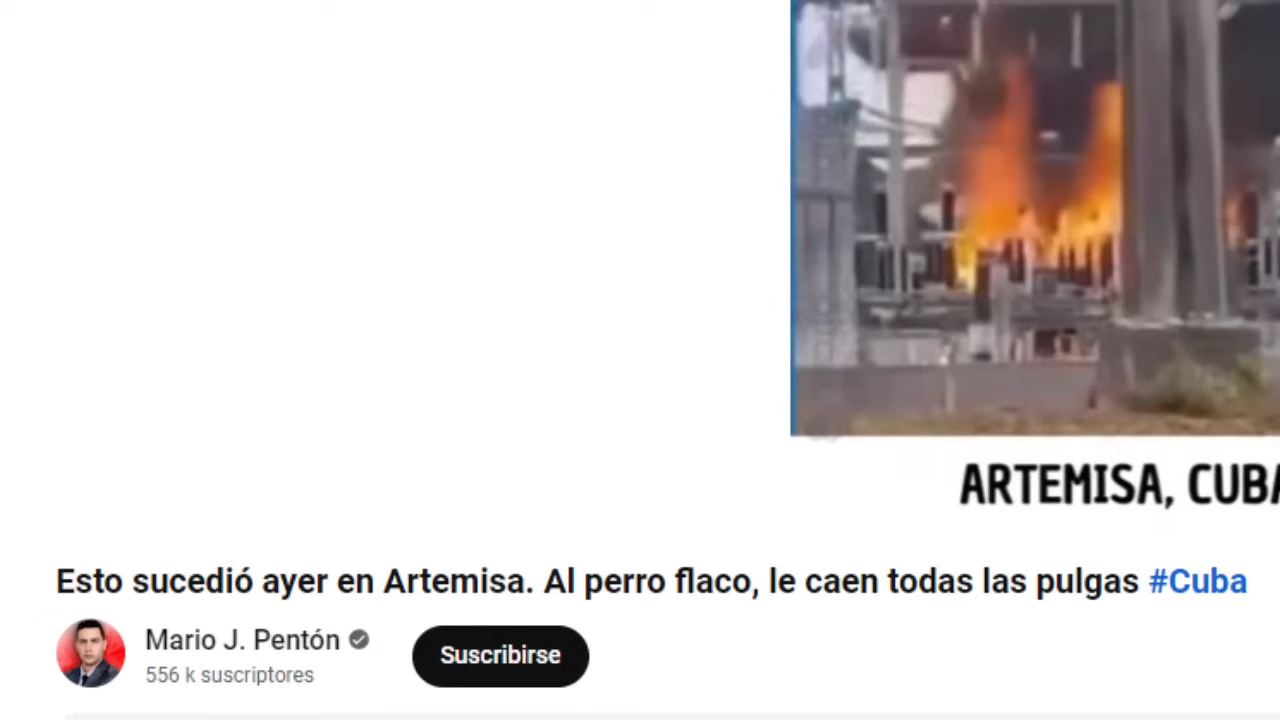 ARTEMISA, CUBA
Esto sucedió ayer en Artemisa. Al perro flaco, le caen todas las pulgas #Cuba
Mario J. Pentón
556 k suscriptores
Suscribirse